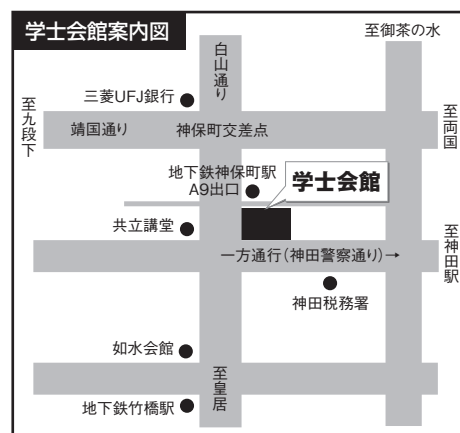 学士会館案内図
至御茶の水
白山通り
三菱UFJ銀行
至九段下
靖国通り
神保町交差点
至両国
地下鉄神保町駅
A9出口
学士会館
共立講堂
一方通行(神田警察通り)→
至神田駅
神田税務署
如水会館
至皇居
地下鉄竹橋駅